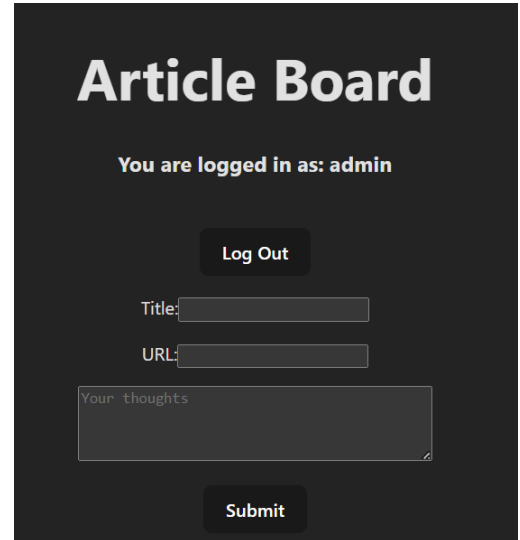 Article Board
You are logged in as: admin
Log Out
Title:
URL:
Your thoughts
Submit